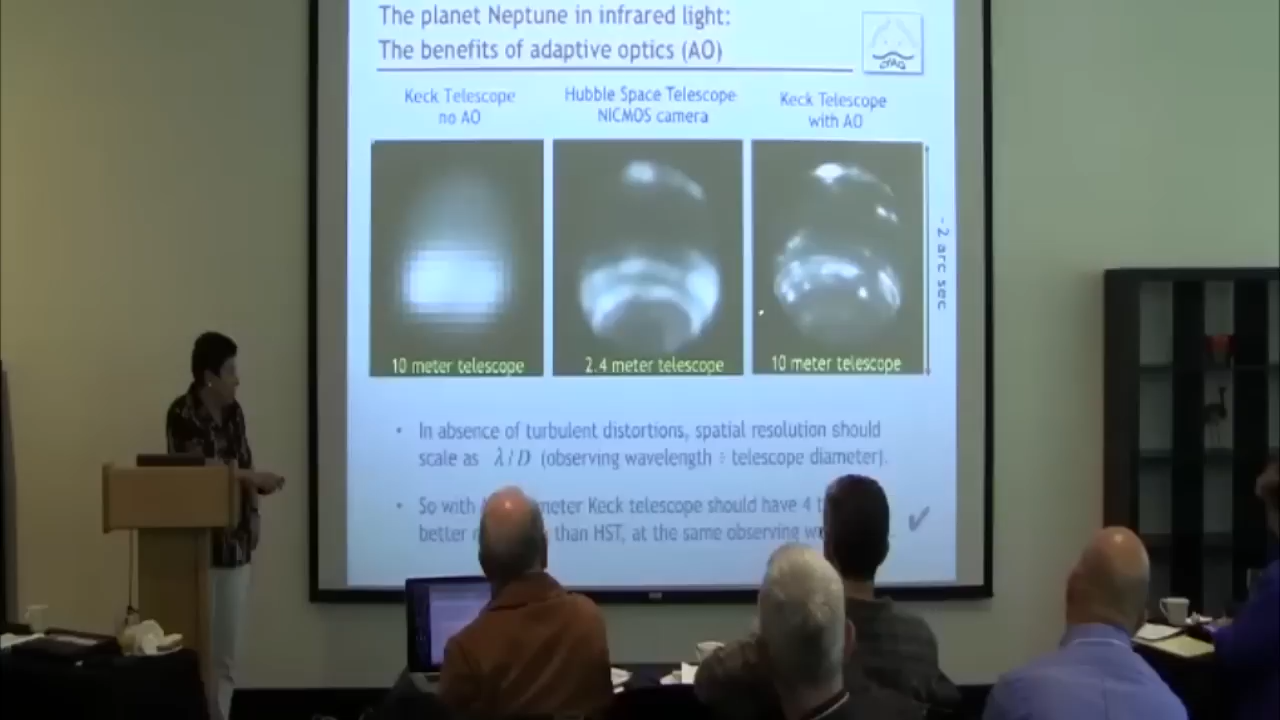 The planet Neptune in infrared light:
The benefits of adaptive optics (AO)
Keck Telescope
no AO
Hubble Space Telescope
NICMOS camera
Keck Telescope
with AO
10 meter telescope
2.4 meter telescope
10 meter telescope
~2 arc sec
• In absence of turbulent distortions, spatial resolution should
scale as λ/D (observing wavelength ÷ telescope diameter).
• So with meter Keck telescope should have 4
better than HST, at the same observing